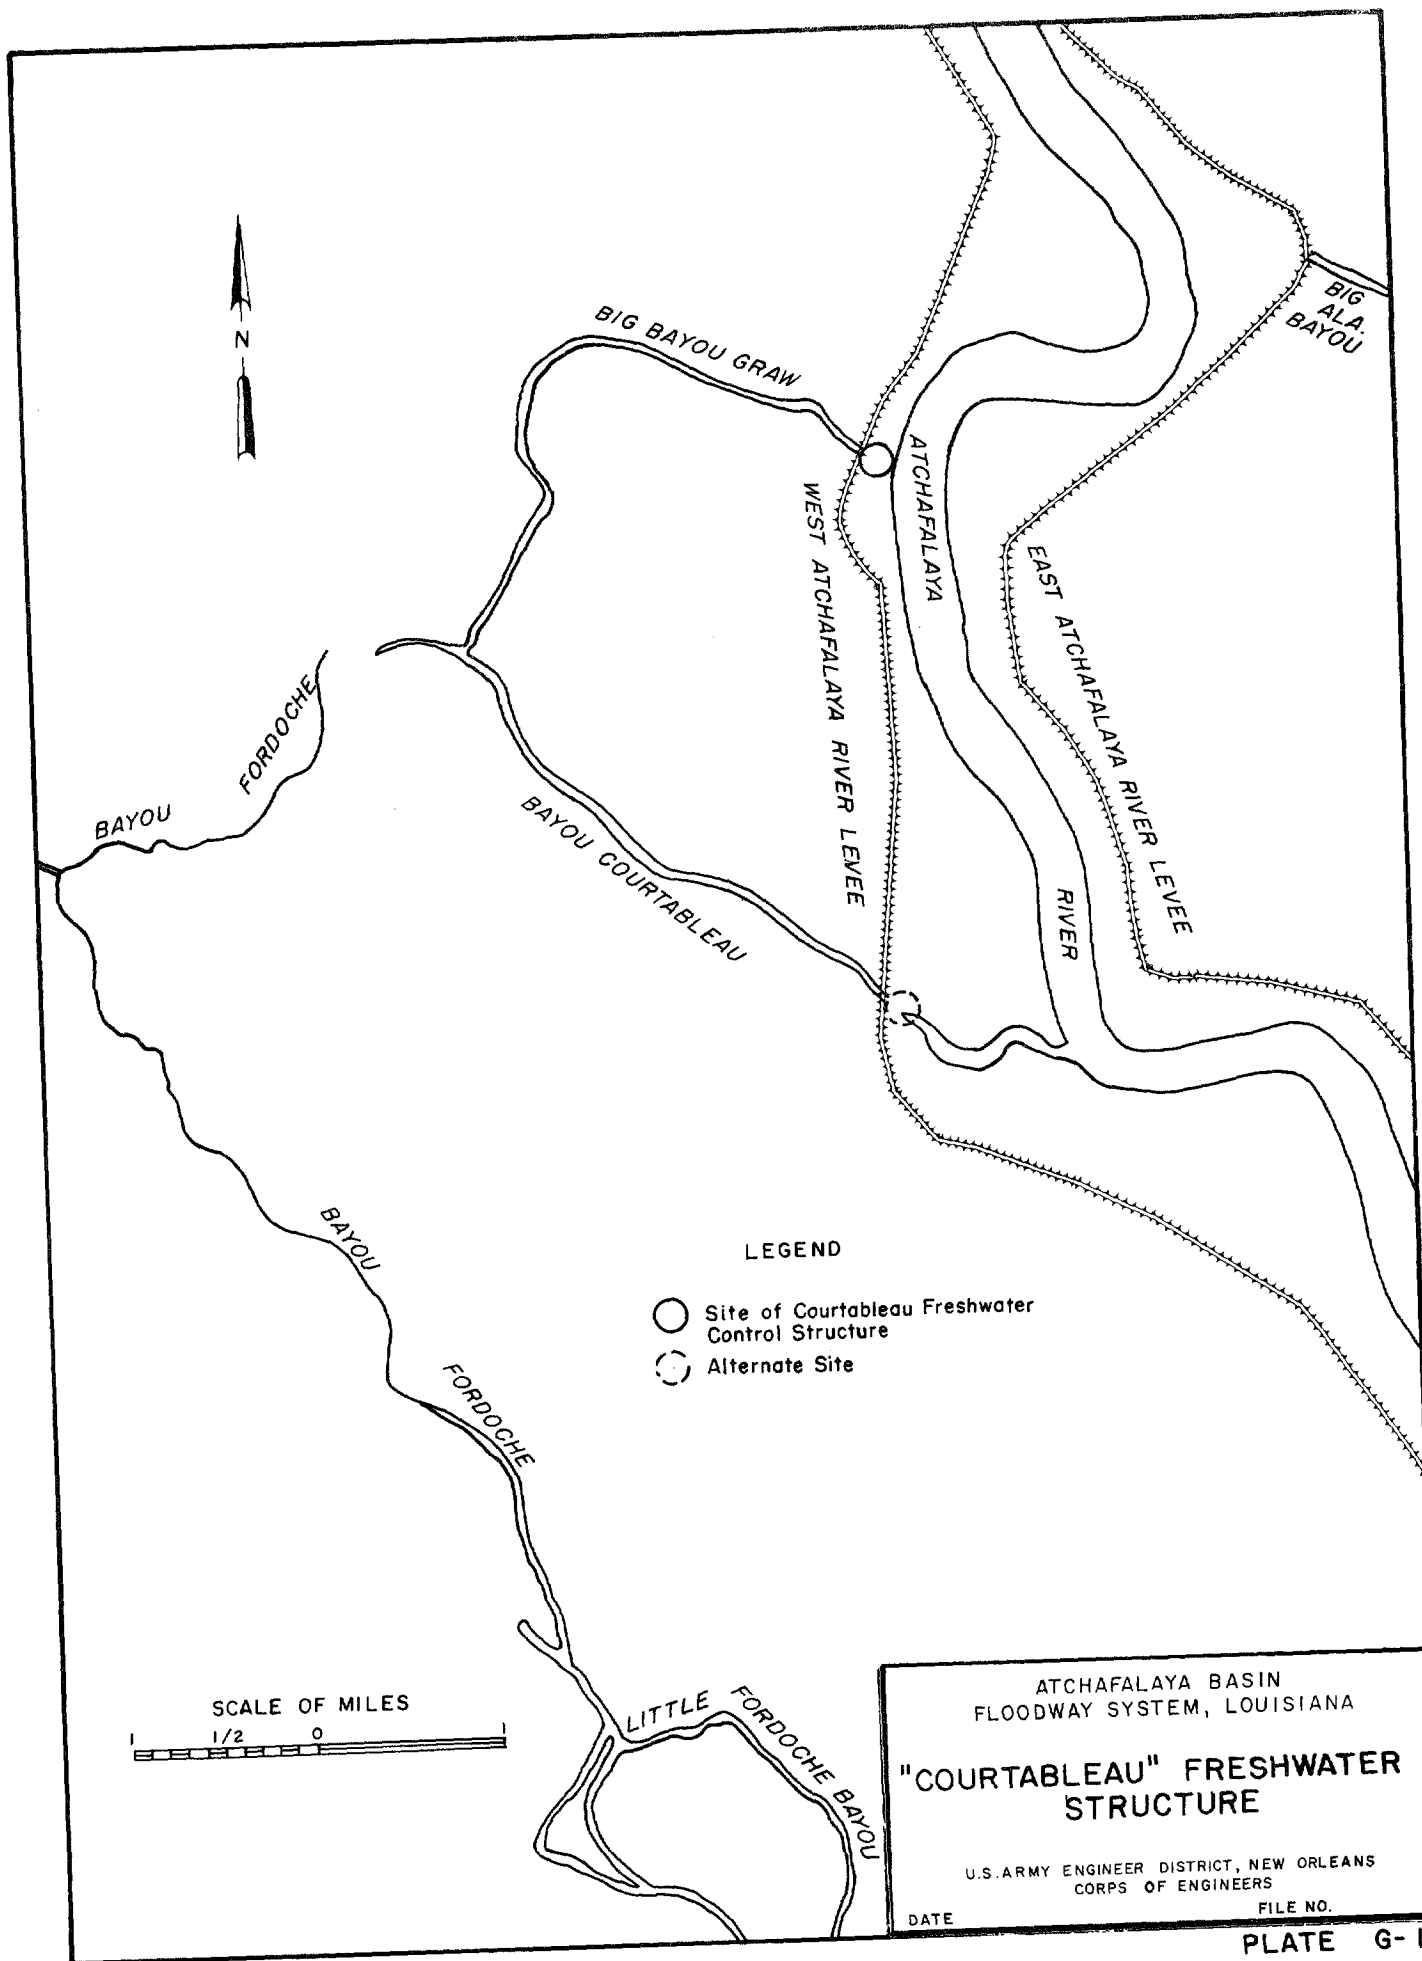 N
BIG BAYOU GRAW
BIG
ALA.
BAYOU
ATCHAFALAYA
WEST ATCHAFALAYA RIVER LEVEE
EAST ATCHAFALAYA RIVER LEVEE
FORDOCHE
BAYOU
BAYOU COURTABLEAU
RIVER
BAYOU
FORDOCHE
LEGEND
Site of Courtableau Freshwater
Control Structure
Alternate Site
SCALE OF MILES
1 1/2 0 1
LITTLE FORDOCHE BAYOU
ATCHAFALAYA BASIN
FLOODWAY SYSTEM, LOUISIANA
"COURTABLEAU" FRESHWATER
STRUCTURE
U.S. ARMY ENGINEER DISTRICT, NEW ORLEANS
CORPS OF ENGINEERS
DATE FILE NO.
PLATE G-1